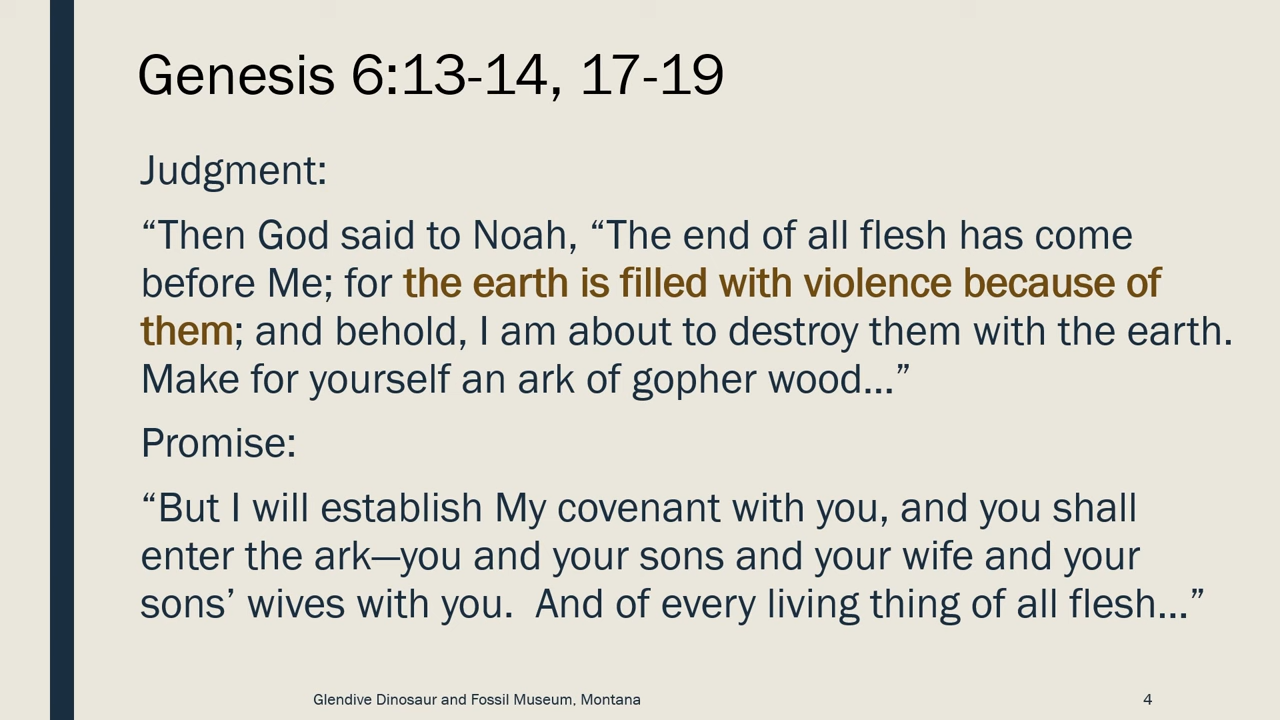 Genesis 6:13-14, 17-19
Judgment:
“Then God said to Noah, “The end of all flesh has come
before Me; for the earth is filled with violence because of
them; and behold, I am about to destroy them with the earth.
Make for yourself an ark of gopher wood…”
Promise:
“But I will establish My covenant with you, and you shall
enter the ark—you and your sons and your wife and your
sons’ wives with you.  And of every living thing of all flesh…”
Glendive Dinosaur and Fossil Museum, Montana
4